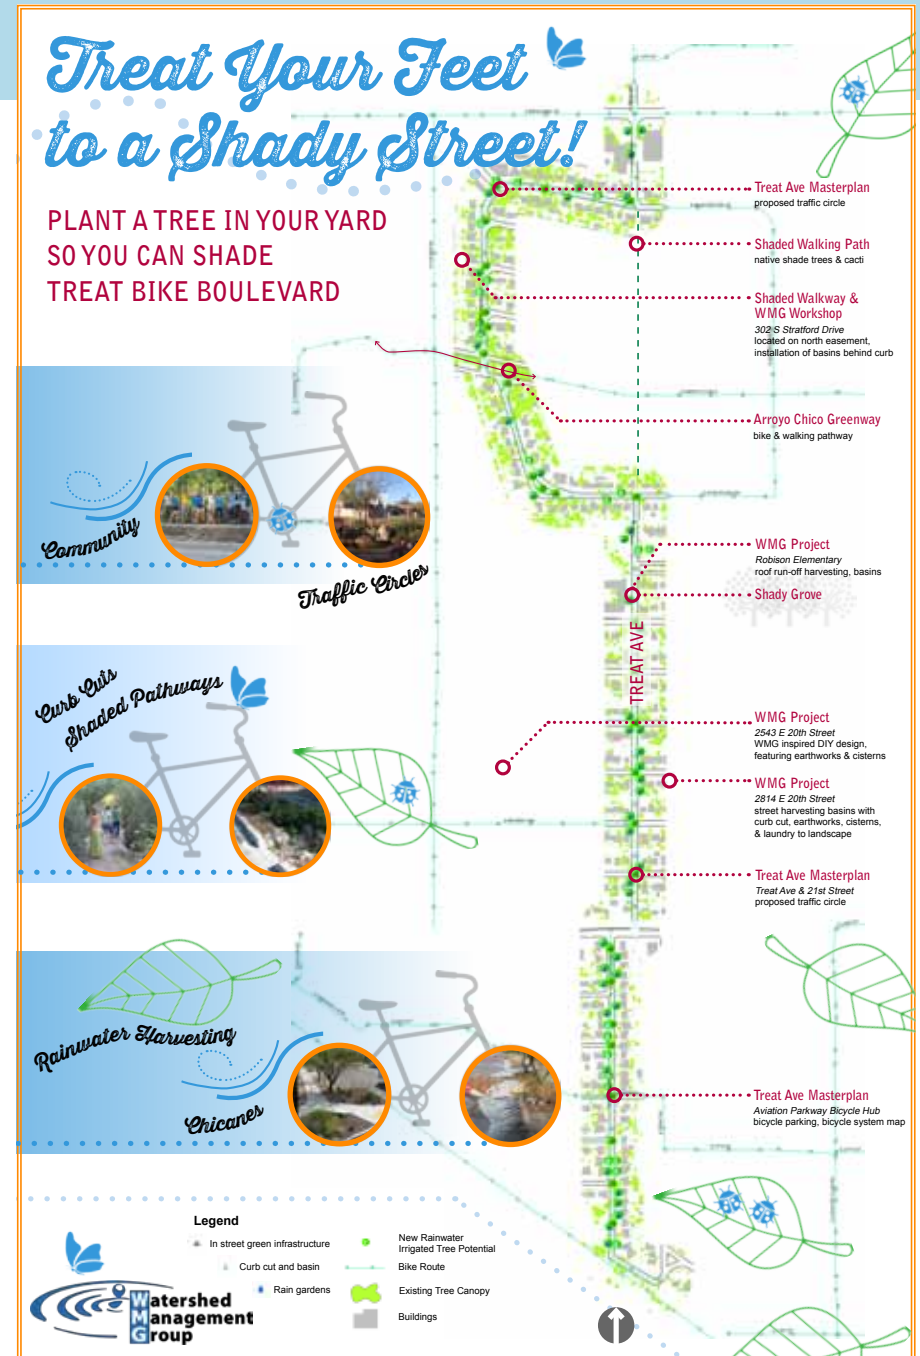 Treat Your Feet
to a Shady Street!
PLANT A TREE IN YOUR YARD
SO YOU CAN SHADE
TREAT BIKE BOULEVARD
Treat Ave Masterplan
proposed traffic circle
Shaded Walking Path
native shade trees & cacti
Shaded Walkway &
WMG Workshop
302 S Stratford Drive
located on north easement,
installation of basins behind curb
Arroyo Chico Greenway
bike & walking pathway
Community
Traffic Circles
WMG Project
Robison Elementary
roof run-off harvesting, basins
Shady Grove
TREAT AVE
Curb Cuts
Shaded Pathways
WMG Project
2543 E 20th Street
WMG inspired DIY design,
featuring earthworks & cisterns
WMG Project
2814 E 20th Street
street harvesting basins with
curb cut, earthworks, cisterns,
& laundry to landscape
Treat Ave Masterplan
Treat Ave & 21st Street
proposed traffic circle
Rainwater Harvesting
Chicanes
Treat Ave Masterplan
Aviation Parkway Bicycle Hub
bicycle parking, bicycle system map
Legend
In street green infrastructure
Curb cut and basin
Rain gardens
New Rainwater
Irrigated Tree Potential
Bike Route
Existing Tree Canopy
Buildings
Watershed
Management
Group